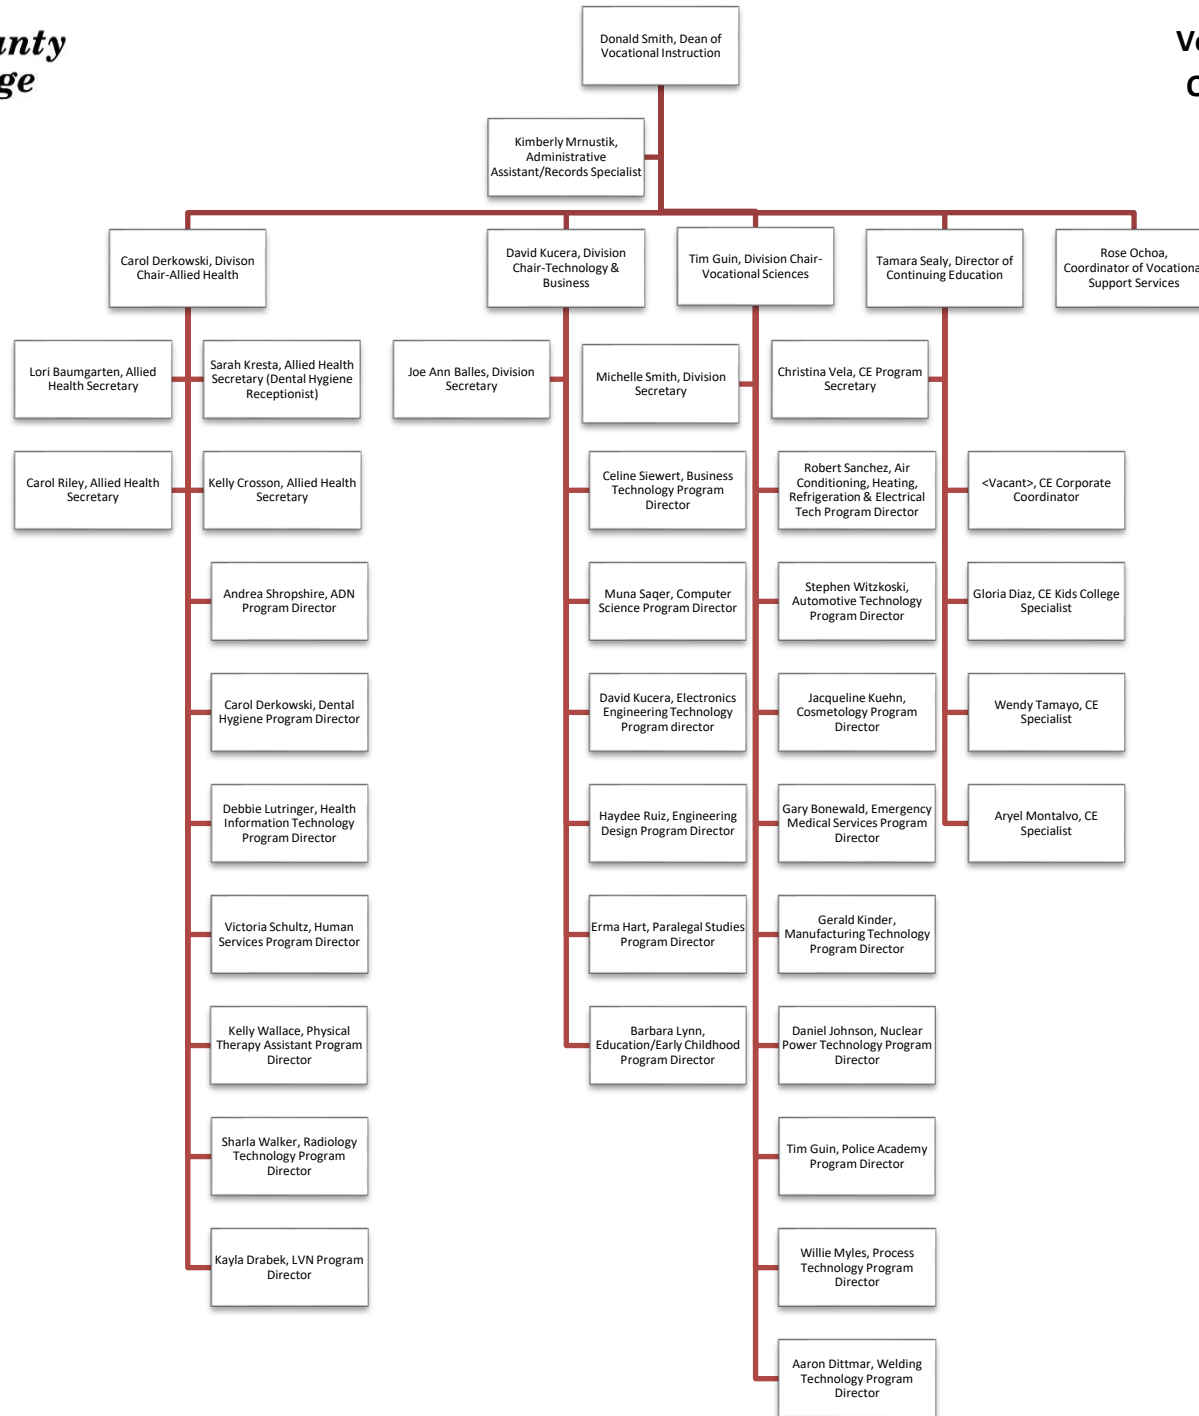 Donald Smith, Dean of
Vocational Instruction
Kimberly Mrnustik,
Administrative
Assistant/Records Specialist
Carol Derkowski, Divison
Chair-Allied Health
David Kucera, Division
Chair-Technology &
Business
Tim Guin, Division Chair-
Vocational Sciences
Tamara Sealy, Director of
Continuing Education
Rose Ochoa,
Coordinator of Vocationa
Support Services
Lori Baumgarten, Allied
Health Secretary
Sarah Kresta, Allied Health
Secretary (Dental Hygiene
Receptionist)
Carol Riley, Allied Health
Secretary
Kelly Crosson, Allied Health
Secretary
Andrea Shropshire, ADN
Program Director
Carol Derkowski, Dental
Hygiene Program Director
Debbie Lutringer, Health
Information Technology
Program Director
Victoria Schultz, Human
Services Program Director
Kelly Wallace, Physical
Therapy Assistant Program
Director
Sharla Walker, Radiology
Technology Program
Director
Kayla Drabek, LVN Program
Director
Joe Ann Balles, Division
Secretary
Celine Siewert, Business
Technology Program
Director
Muna Saqer, Computer
Science Program Director
David Kucera, Electronics
Engineering Technology
Program director
Haydee Ruiz, Engineering
Design Program Director
Erma Hart, Paralegal Studies
Program Director
Barbara Lynn,
Education/Early Childhood
Program Director
Michelle Smith, Division
Secretary
Robert Sanchez, Air
Conditioning, Heating,
Refrigeration & Electrical
Tech Program Director
Stephen Witzkoski,
Automotive Technology
Program Director
Jacqueline Kuehn,
Cosmetology Program
Director
Gary Bonewald, Emergency
Medical Services Program
Director
Gerald Kinder,
Manufacturing Technology
Program Director
Daniel Johnson, Nuclear
Power Technology Program
Director
Tim Guin, Police Academy
Program Director
Willie Myles, Process
Technology Program
Director
Aaron Dittmar, Welding
Technology Program
Director
Christina Vela, CE Program
Secretary
<Vacant>, CE Corporate
Coordinator
Gloria Diaz, CE Kids College
Specialist
Wendy Tamayo, CE
Specialist
Aryel Montalvo, CE
Specialist